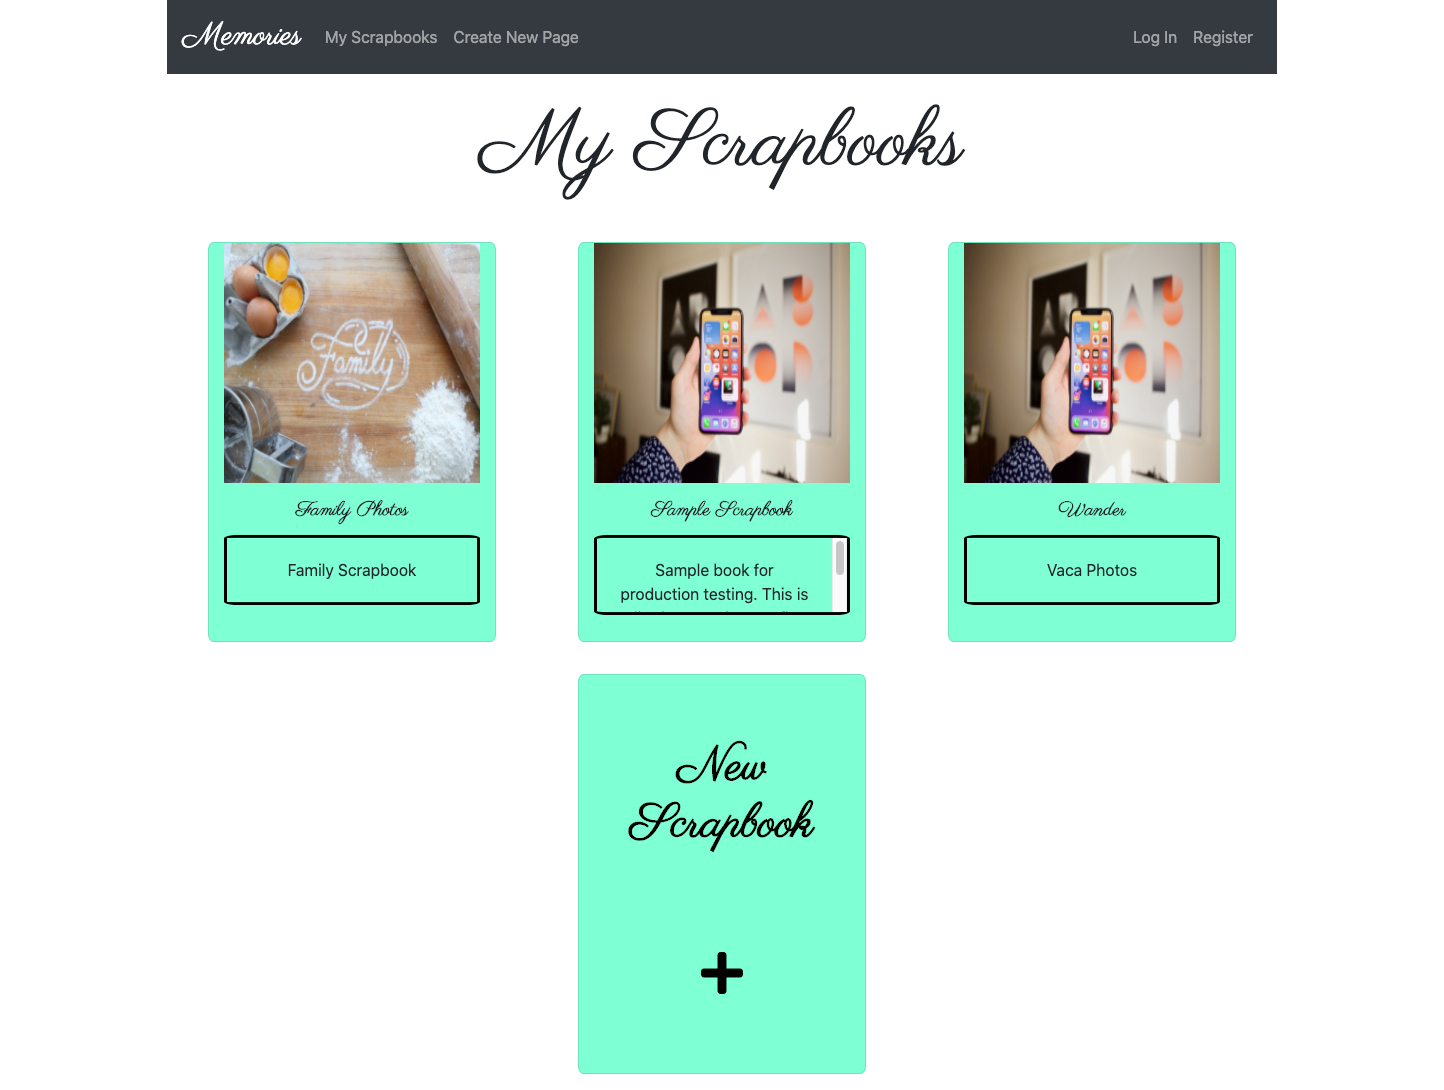 Memories My Scrapbooks Create New Page Log In Register
My Scrapbooks
Family
Family Photos
Family Scrapbook
Sample Scrapbook
Sample book for
production testing. This is
Wander
Vaca Photos
New
Scrapbook